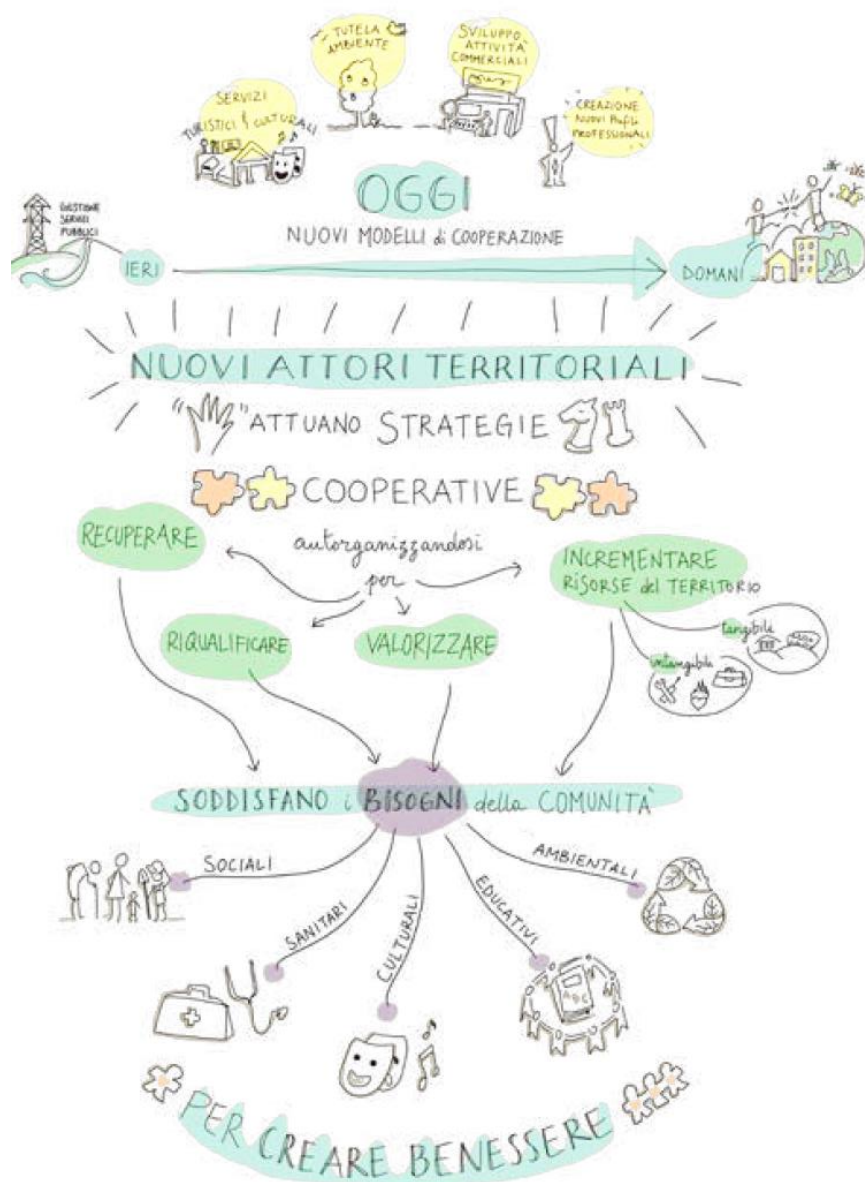 TUTELA
AMBIENTE
SVILUPPO
ATTIVITÀ
COMMERCIALI
SERVIZI
TURISTICI & CULTURALI
CREAZIONE
NUOVI Profili
PROFESSIONALI
OGGI
NUOVI MODELLI di COOPERAZIONE
GESTIONE
SERVIZI
PUBBLICI
IERI
DOMANI
NUOVI ATTORI TERRITORIALI
ATTUANO STRATEGIE
COOPERATIVE
autorganizzandosi
per
RECUPERARE
RIQUALIFICARE
VALORIZZARE
INCREMENTARE
RISORSE del TERRITORIO
tangibile
intangibile
SODDISFANO i BISOGNI della COMUNITÀ
SOCIALI
SANITARI
CULTURALI
EDUCATIVI
AMBIENTALI
ABC
PER CREARE BENESSERE